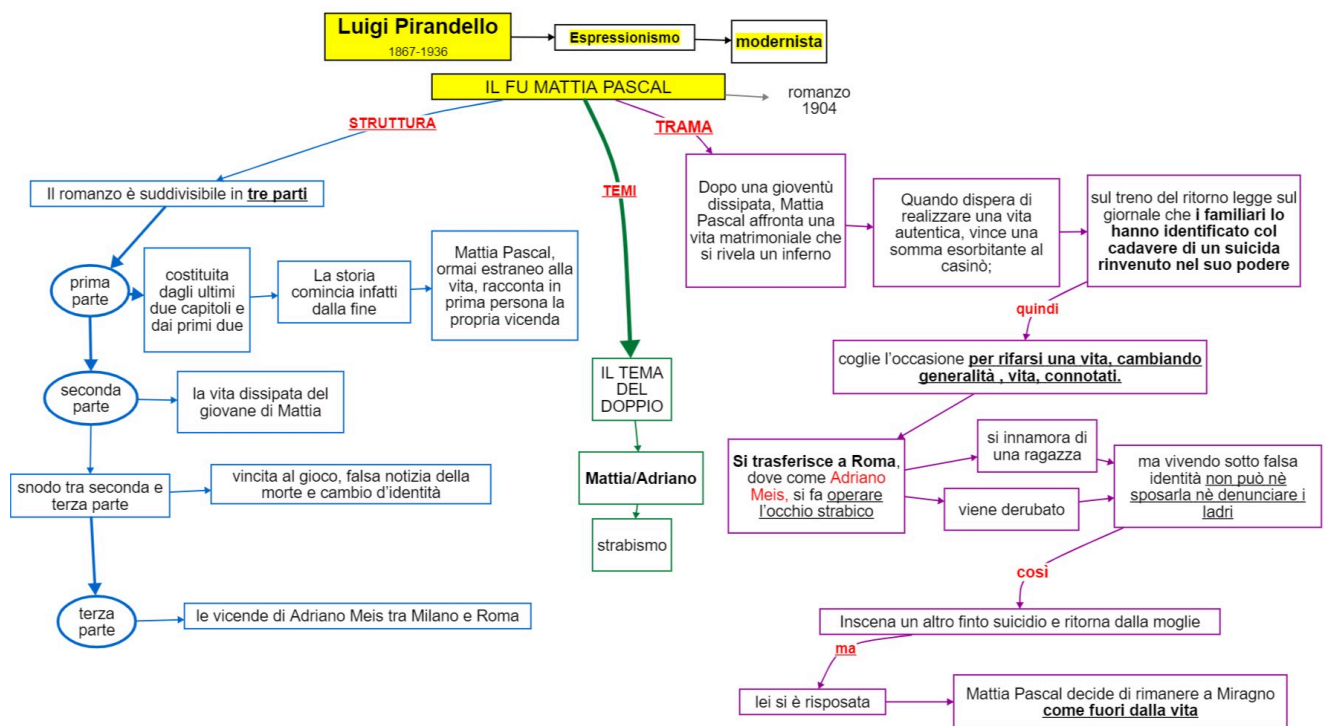 Luigi Pirandello
1867-1936
Espressionismo
modernista
IL FU MATTIA PASCAL
romanzo
1904
STRUTTURA
Il romanzo è suddivisibile in tre parti
prima
parte
costituita
dagli ultimi
due capitoli e
dai primi due
La storia
comincia infatti
dalla fine
Mattia Pascal,
ormai estraneo alla
vita, racconta in
prima persona la
propria vicenda
seconda
parte
la vita dissipata del
giovane di Mattia
snodo tra seconda e
terza parte
vincita al gioco, falsa notizia della
morte e cambio d'identità
terza
parte
le vicende di Adriano Meis tra Milano e Roma
TEMI
IL TEMA
DEL
DOPPIO
Mattia/Adriano
strabismo
TRAMA
Dopo una gioventù
dissipata, Mattia
Pascal affronta una
vita matrimoniale che
si rivela un inferno
Quando dispera di
realizzare una vita
autentica, vince una
somma esorbitante al
casinò;
sul treno del ritorno legge sul
giornale che i familiari lo
hanno identificato col
cadavere di un suicida
rinvenuto nel suo podere
quindi
coglie l'occasione per rifarsi una vita, cambiando
generalità , vita, connotati.
Si trasferisce a Roma,
dove come Adriano
Meis, si fa operare
l'occhio strabico
si innamora di
una ragazza
viene derubato
ma vivendo sotto falsa
identità non può nè
sposarla nè denunciare i
ladri
così
Inscena un altro finto suicidio e ritorna dalla moglie
ma
lei si è risposata
Mattia Pascal decide di rimanere a Miragno
come fuori dalla vita